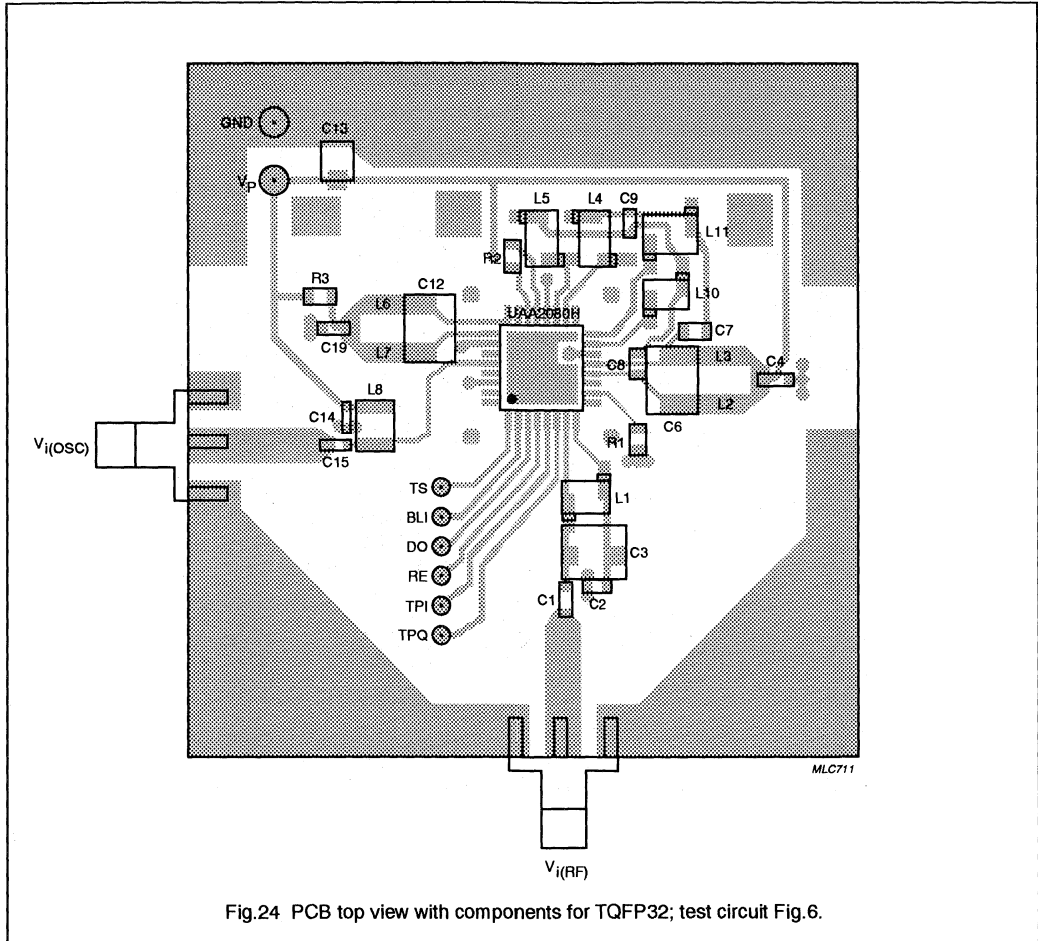 GND
C13
VP
L5
L4
C9
L11
R2
R3
L6
C12
L10
UAA2080H
C19
L7
C7
C8
L3
C4
L8
L2
C14
C6
Vi(OSC)
R1
C15
TS
L1
BLI
DO
C3
RE
C1
C2
TPI
TPQ
MLC711
Vi(RF)
Fig.24 PCB top view with components for TQFP32; test circuit Fig.6.